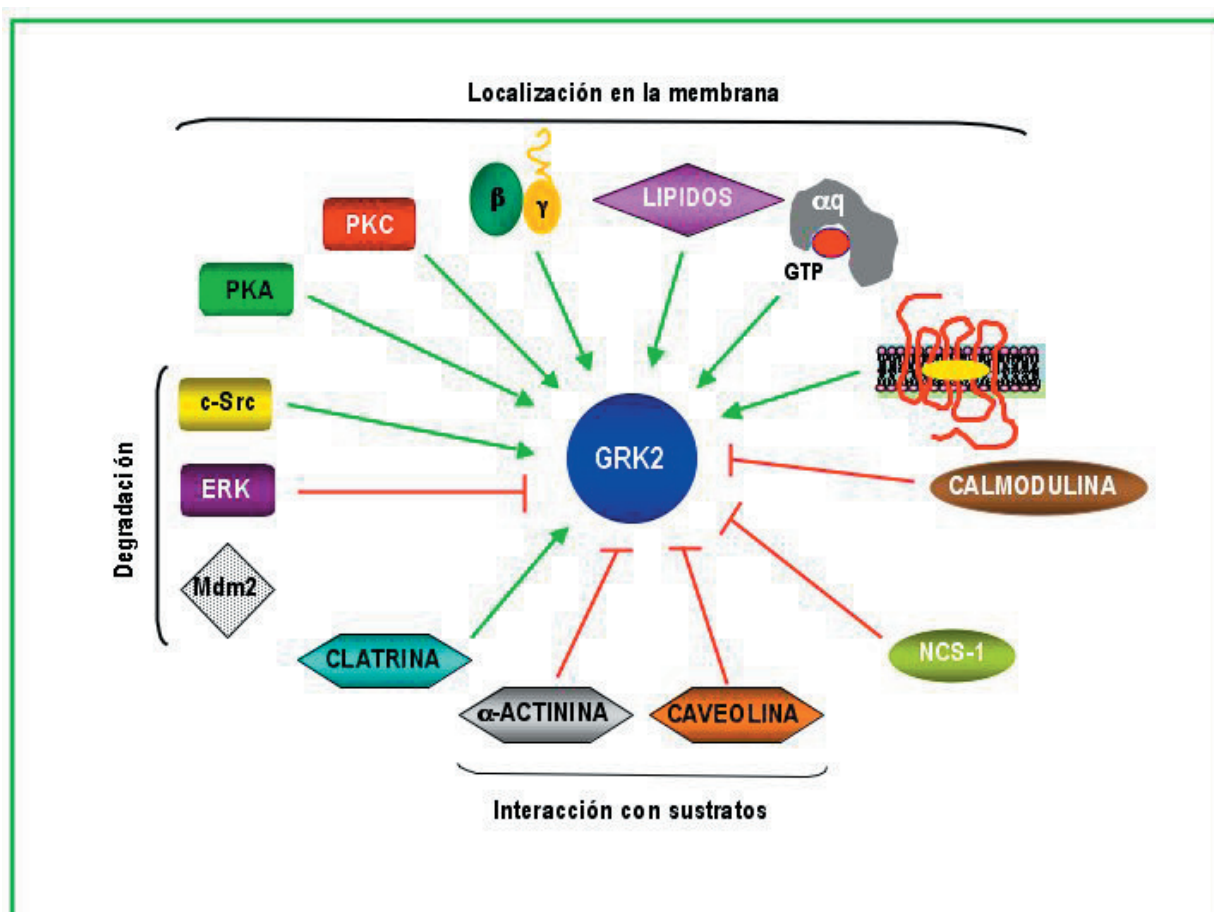 Localización en la membrana
β
γ
LIPIDOS
αq
GTP
PKC
PKA
c-Src
ERK
Mdm2
Degradación
GRK2
CALMODULINA
NCS-1
CLATRINA
α-ACTININA
CAVEOLINA
Interacción con sustratos